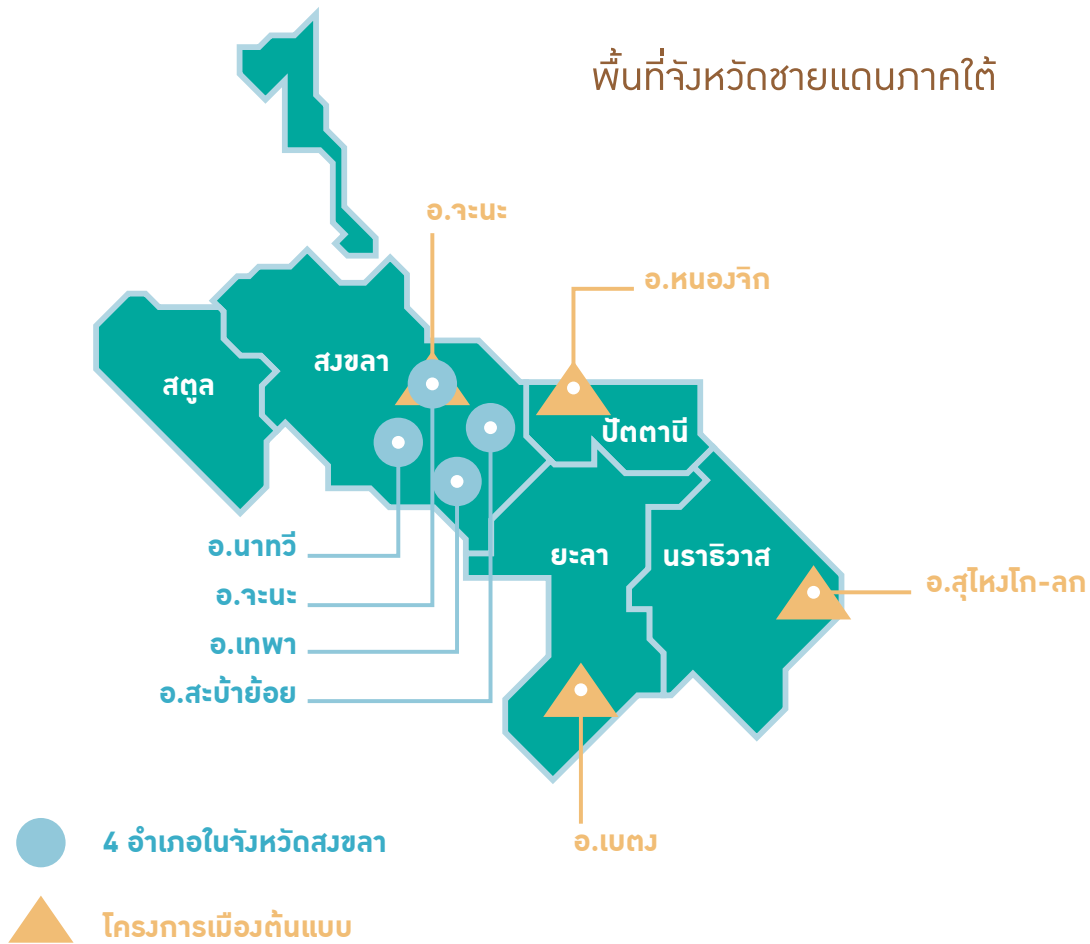 พื้นที่จังหวัดชายแดนภาคใต้
อ.จะนะ
อ.หนองจิก
สงขลา
สตูล
ปัตตานี
อ.นาทวี
ยะลา
นราธิวาส
อ.จะนะ
อ.สุไหงโก-ลก
อ.เทพา
อ.สะบ้าย้อย
4 อำเภอในจังหวัดสงขลา
อ.เบตง
โครงการเมืองต้นแบบ